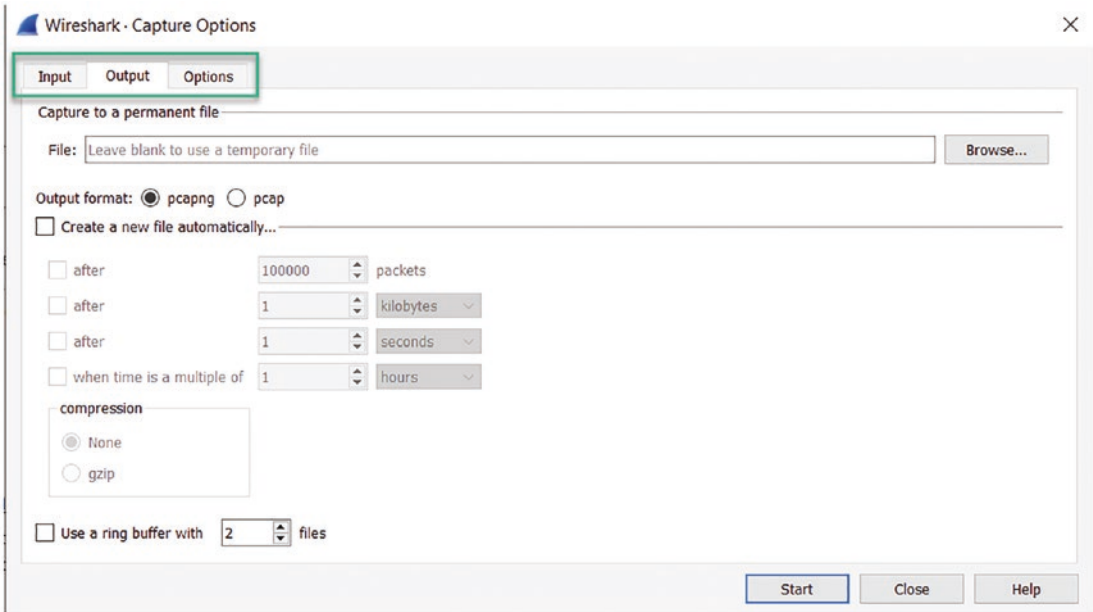 Wireshark · Capture Options
Input Output Options
Capture to a permanent file
File: Leave blank to use a temporary file Browse...
Output format: pcapng pcap
Create a new file automatically...
after 100000 packets
after 1 kilobytes
after 1 seconds
when time is a multiple of 1 hours
compression
None
gzip
Use a ring buffer with 2 files
Start Close Help